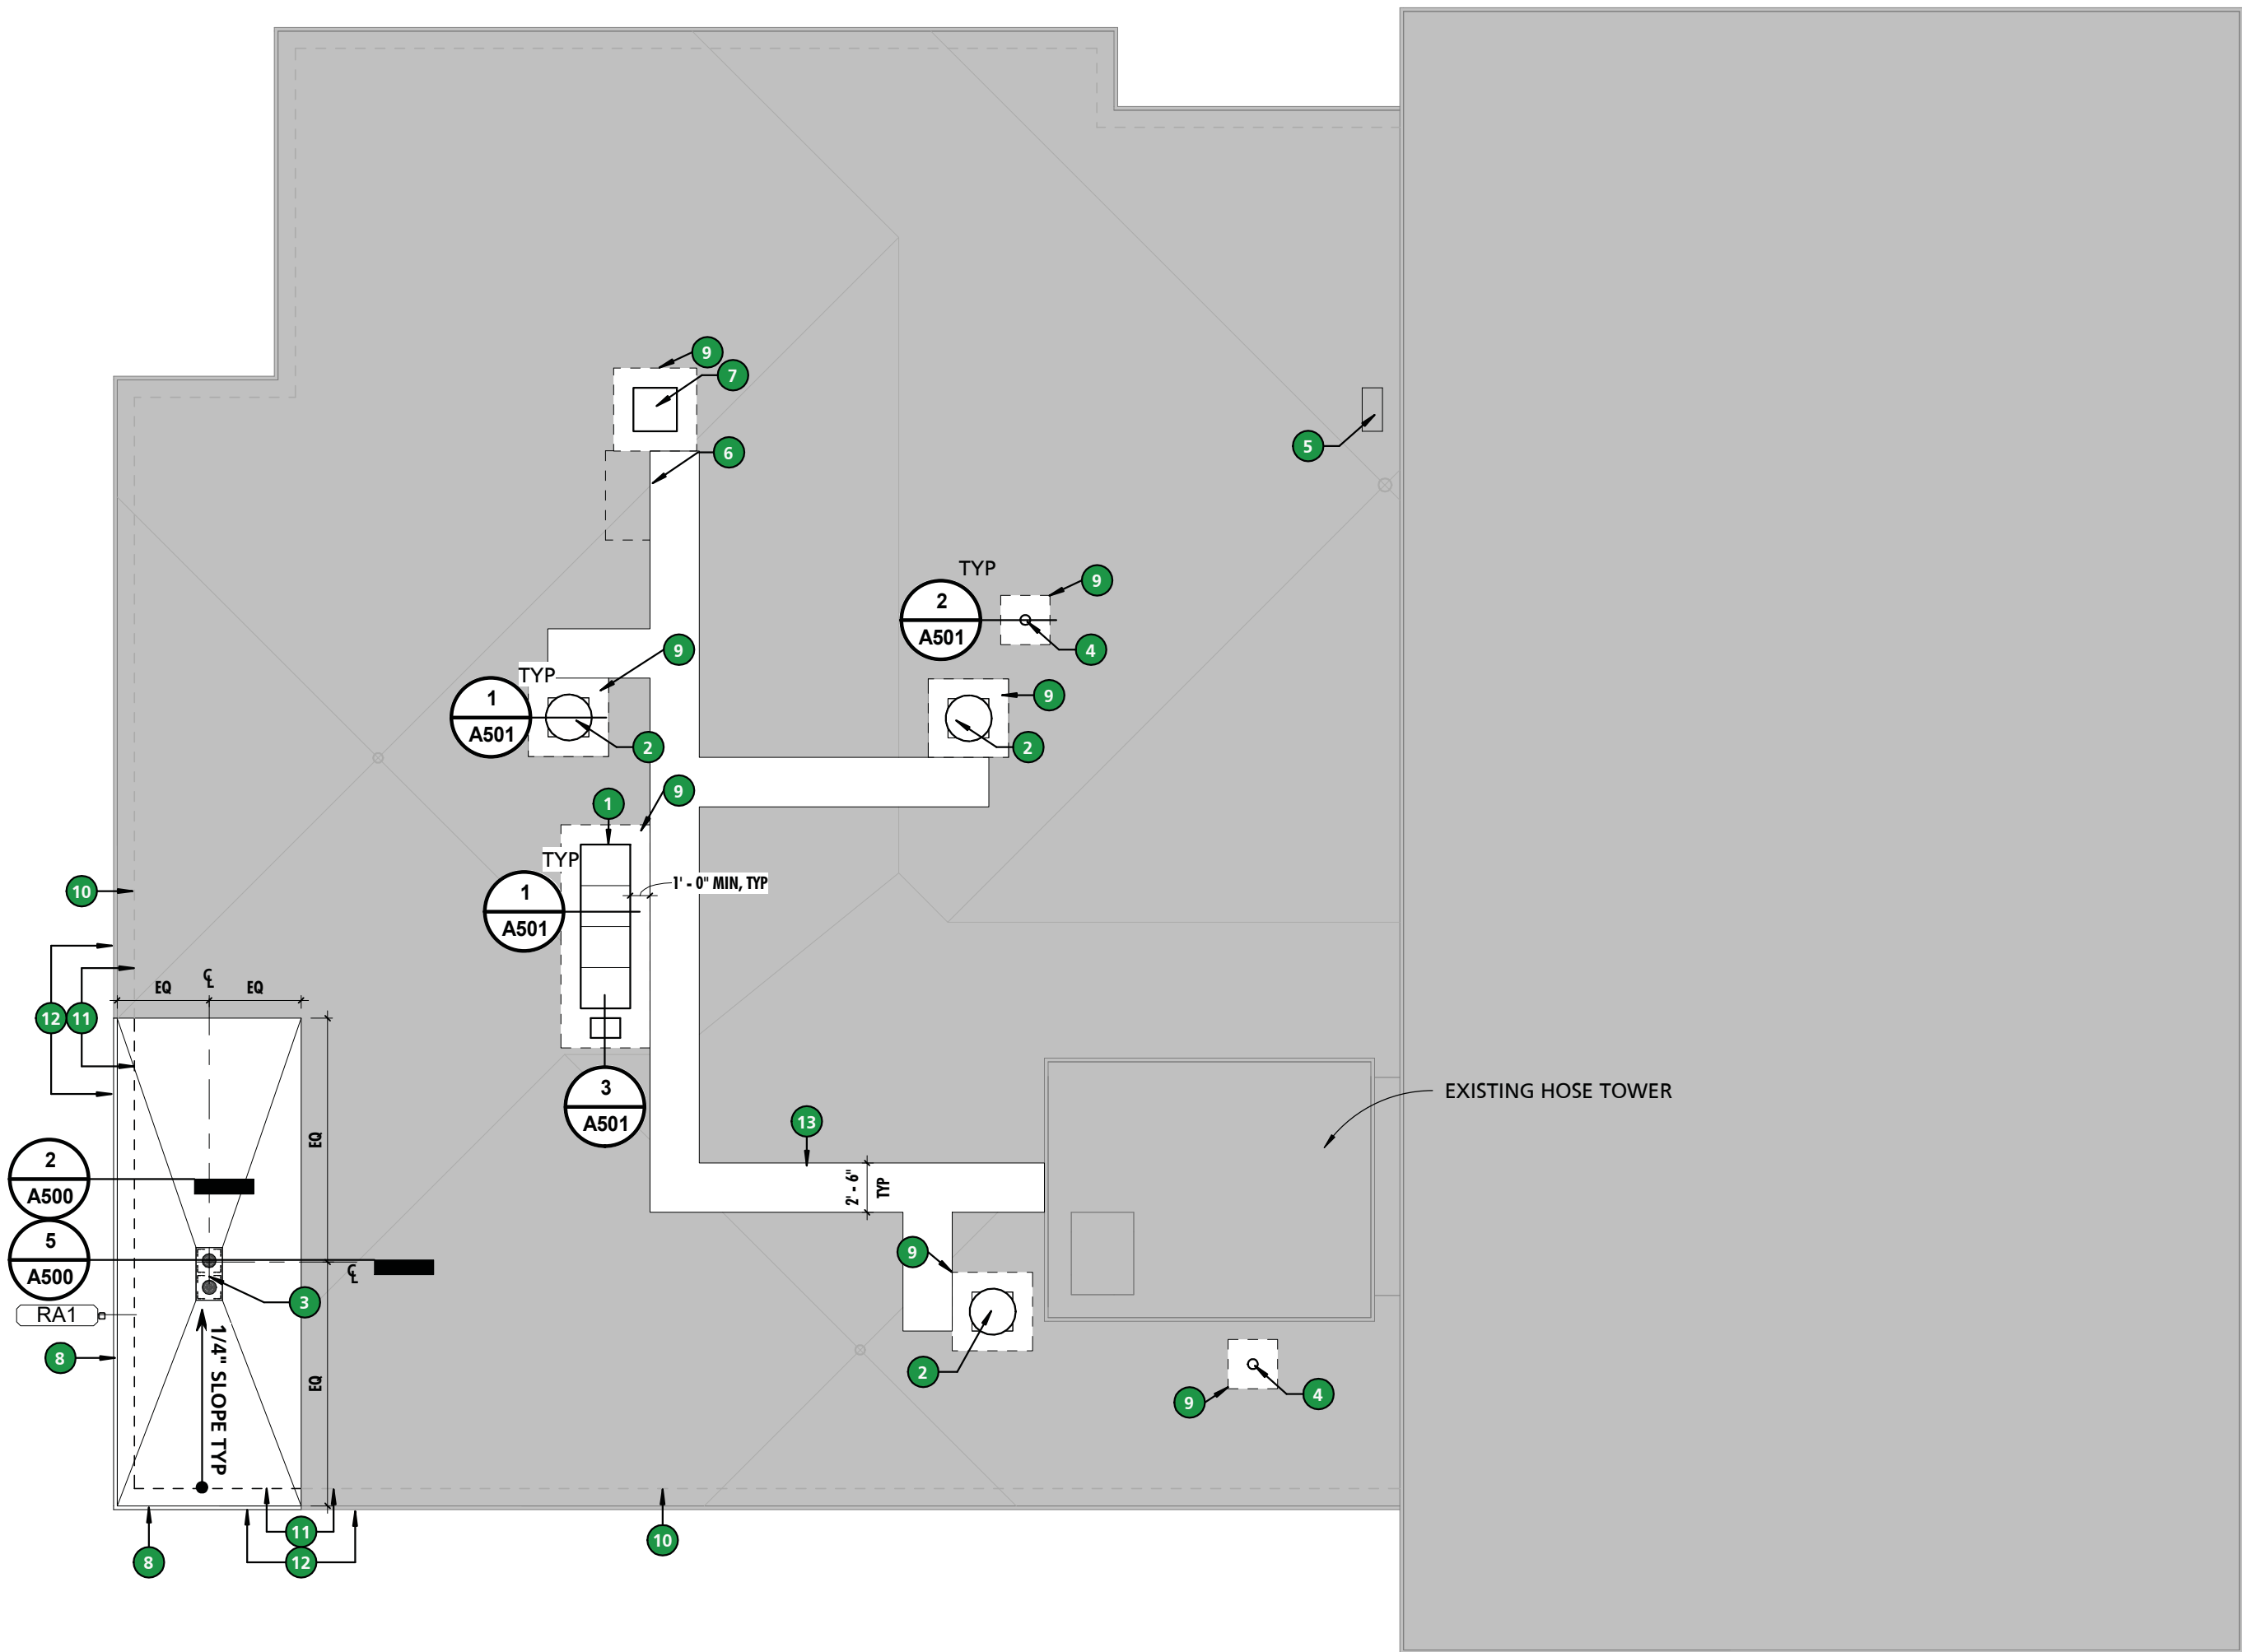 9
7
6
5
TYP
2
A501
9
4
9
TYP
1
A501
9
2
2
9
1
TYP
1' - 0" MIN, TYP
1
A501
10
EQ
℄
EQ
12
11
3
A501
EXISTING HOSE TOWER
13
EQ
2
A500
2' - 6"
TYP
5
A500
9
℄
3
RA1
1/4" SLOPE TYP
8
EQ
2
4
9
11
10
8
12